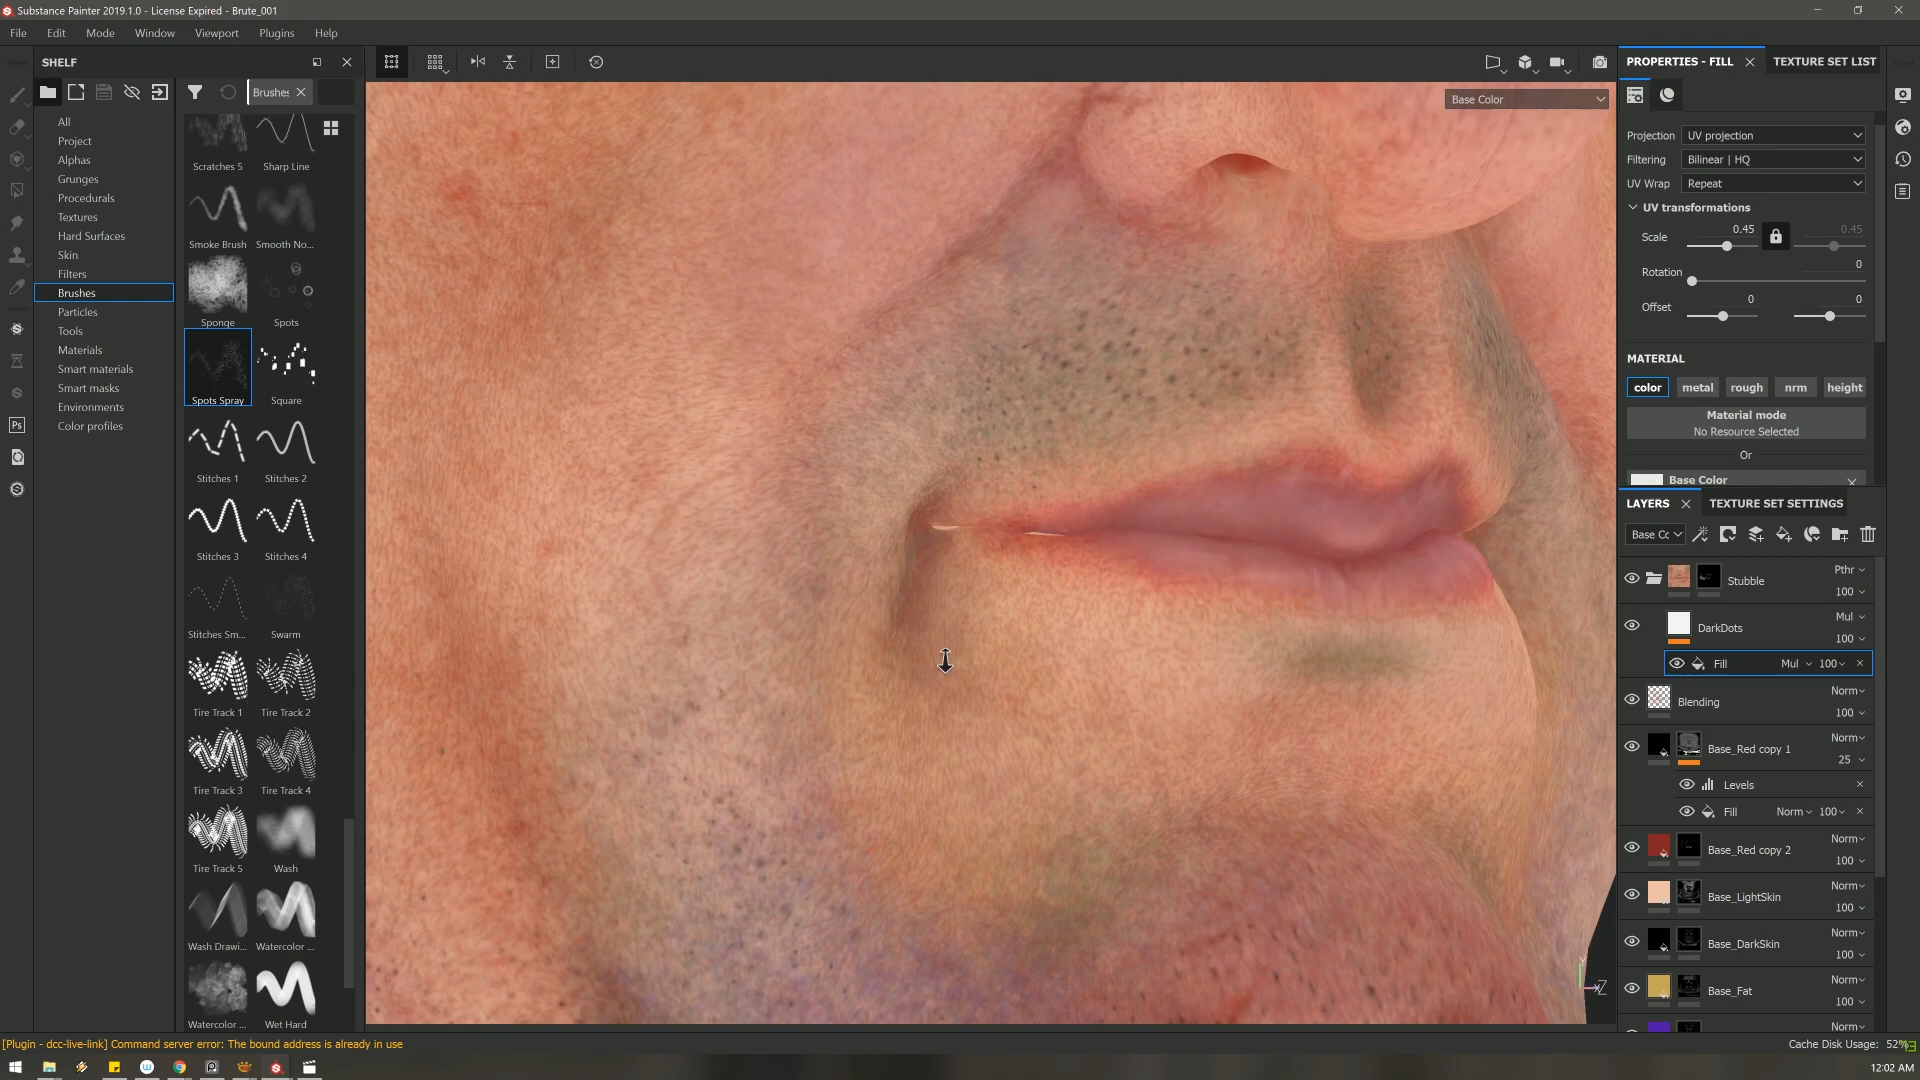 Substance Painter 2019.1.0 - License Expired - Brute_001
File Edit Mode Window Viewport Plugins Help
SHELF
Brushes
All
Project
Alphas
Grunges
Procedurals
Textures
Hard Surfaces
Skin
Filters
Brushes
Particles
Tools
Materials
Smart materials
Smart masks
Environments
Color profiles
Scratches 5 Sharp Line
Smoke Brush Smooth No...
Sponge Spots
Spots Spray Square
Stitches 1 Stitches 2
Stitches 3 Stitches 4
Stitches Sm... Swarm
Tire Track 1 Tire Track 2
Tire Track 3 Tire Track 4
Tire Track 5 Wash
Wash Drawi... Watercolor ...
Watercolor ... Wet Hard
Ps
Base Color
Y
Z
PROPERTIES - FILL TEXTURE SET LIST
Projection UV projection
Filtering Bilinear | HQ
UV Wrap Repeat
UV transformations
Scale 0.45 0.45
Rotation 0
Offset 0 0
MATERIAL
color metal rough nrm height
Material mode
No Resource Selected
Or
Base Color
LAYERS TEXTURE SET SETTINGS
Base Cc
Stubble Pthr
100
DarkDots Mul
100
Fill Mul 100
Blending Norm
100
Base_Red copy 1 Norm
25
Levels
Fill Norm 100
Base_Red copy 2 Norm
100
Base_LightSkin Norm
100
Base_DarkSkin Norm
100
Base_Fat Norm
100
Norm
[Plugin - dcc-live-link] Command server error: The bound address is already in use
Cache Disk Usage: 52%
12:02 AM